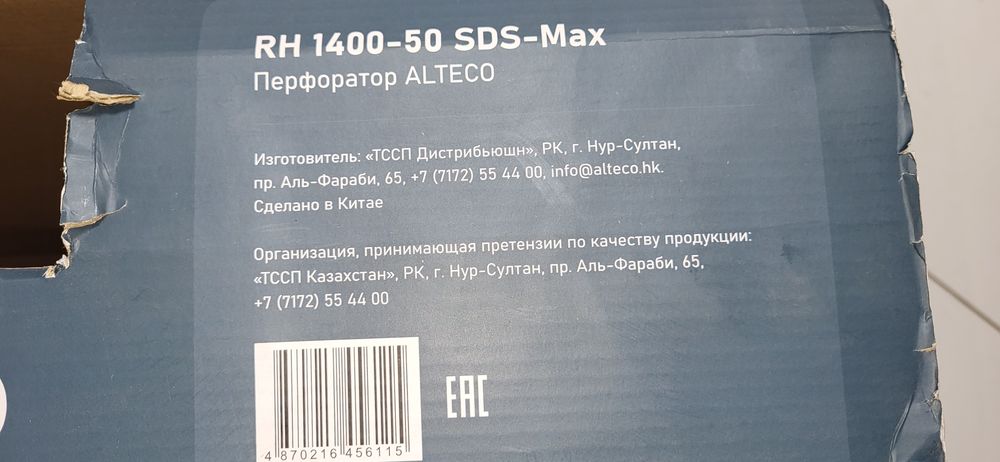 RH 1400-50 SDS-Max
Перфоратор ALTECO
Изготовитель: «ТССП Дистрибьюшн», РК, г. Нур-Султан,
пр. Аль-Фараби, 65, +7 (7172) 55 44 00, info@alteco.hk.
Сделано в Китае
Организация, принимающая претензии по качеству продукции:
«ТССП Казахстан», РК, г. Нур-Султан, пр. Аль-Фараби, 65,
+7 (7172) 55 44 00
EAC
4 870216 456115